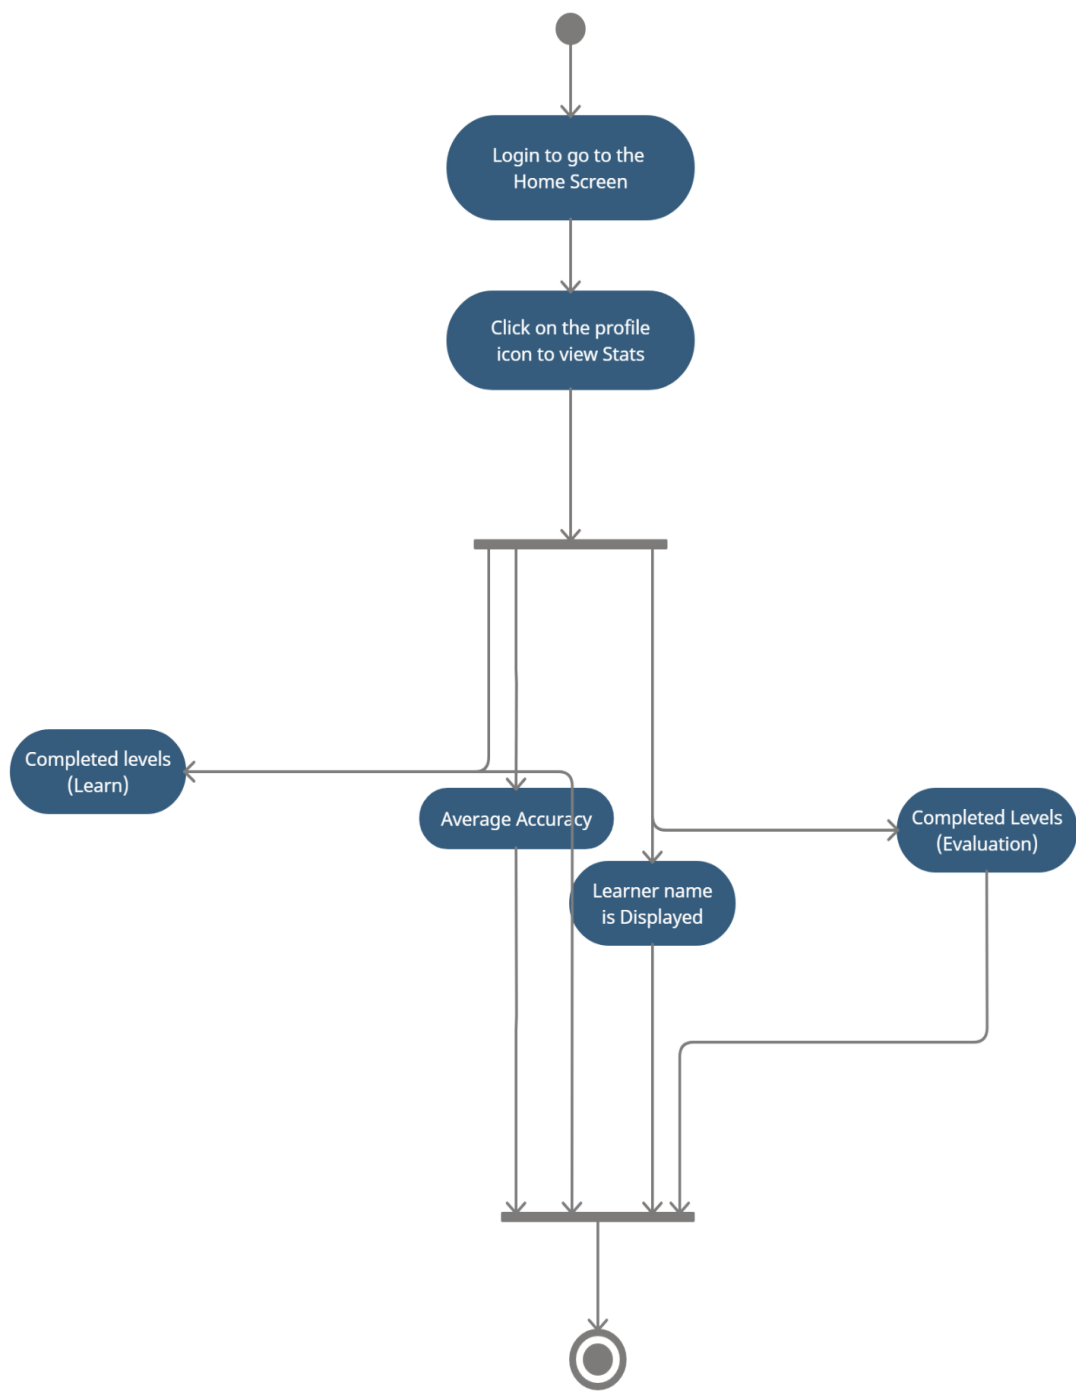 Login to go to the
Home Screen
Click on the profile
icon to view Stats
Completed levels
(Learn)
Average Accuracy
Completed Levels
(Evaluation)
Learner name
is Displayed